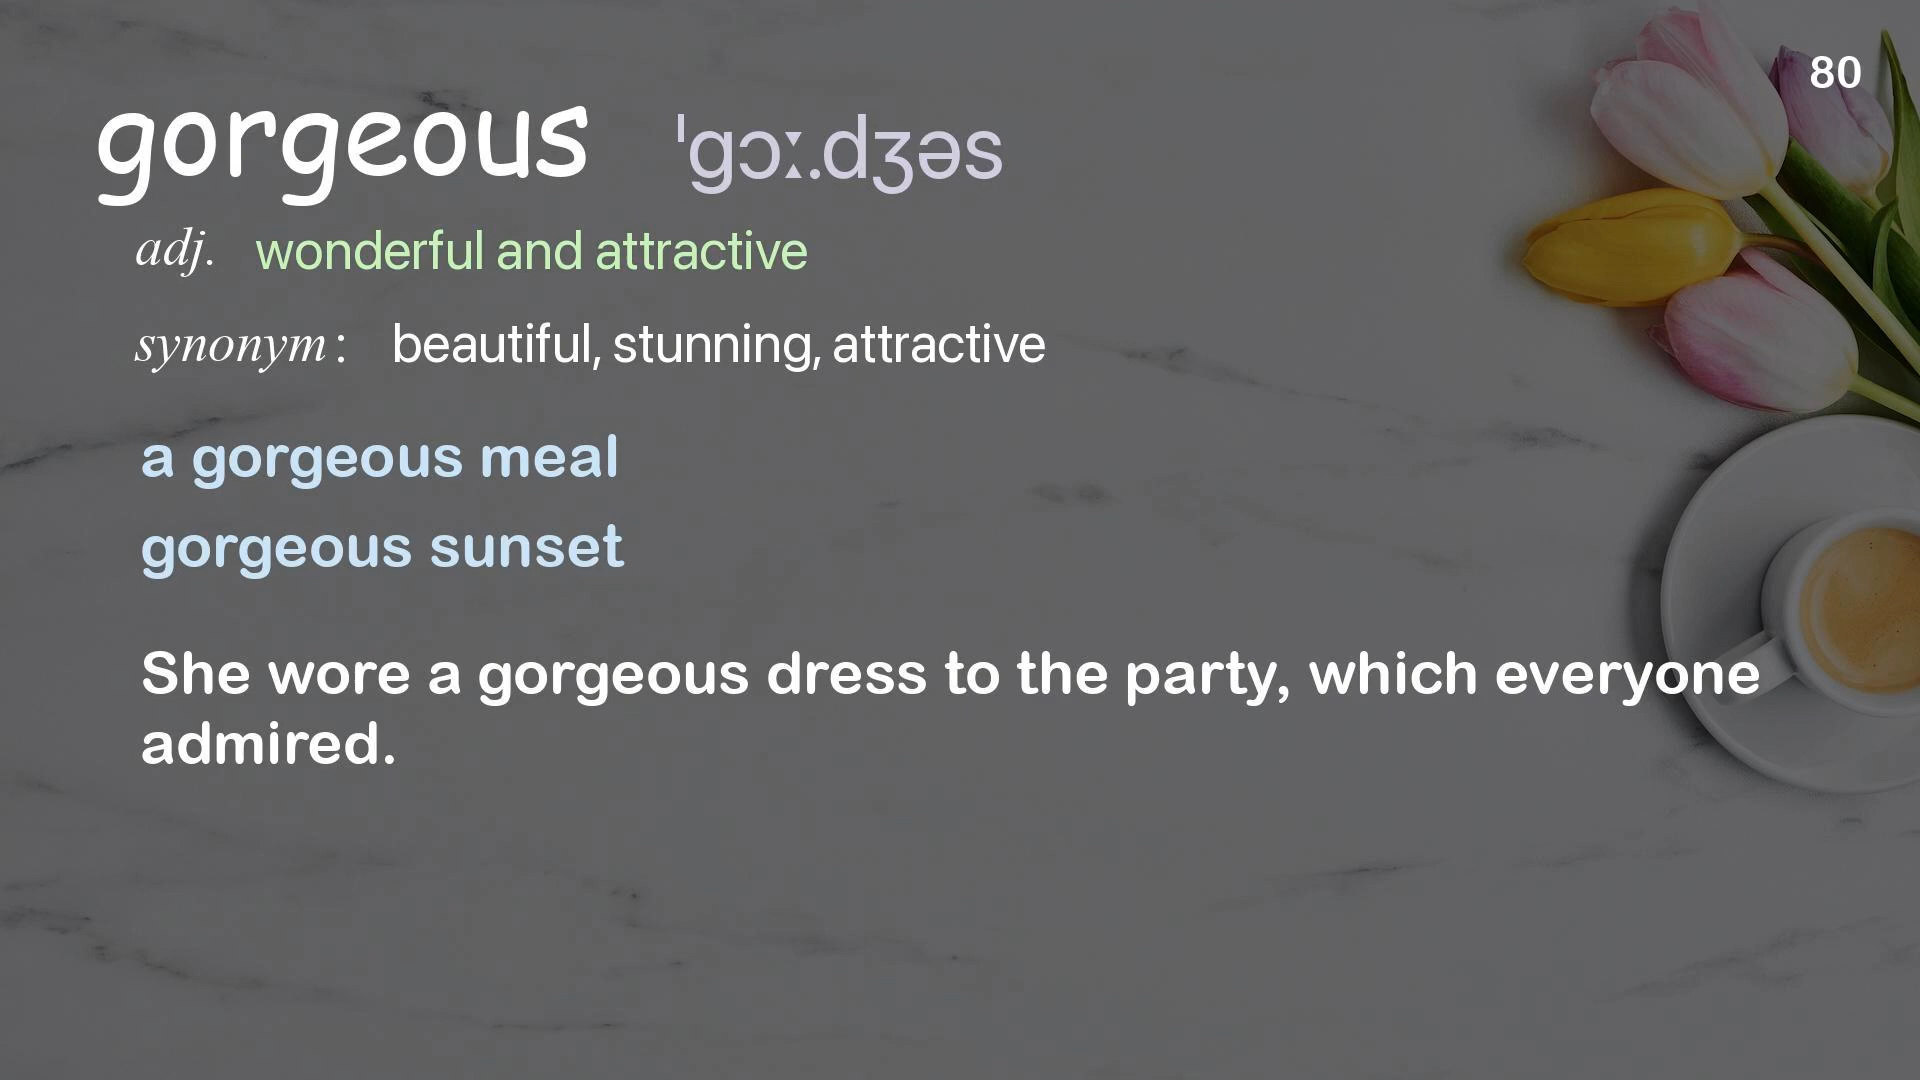 80
gorgeous ˈɡɔː.dʒəs
adj. wonderful and attractive
synonym: beautiful, stunning, attractive
a gorgeous meal
gorgeous sunset
She wore a gorgeous dress to the party, which everyone
admired.